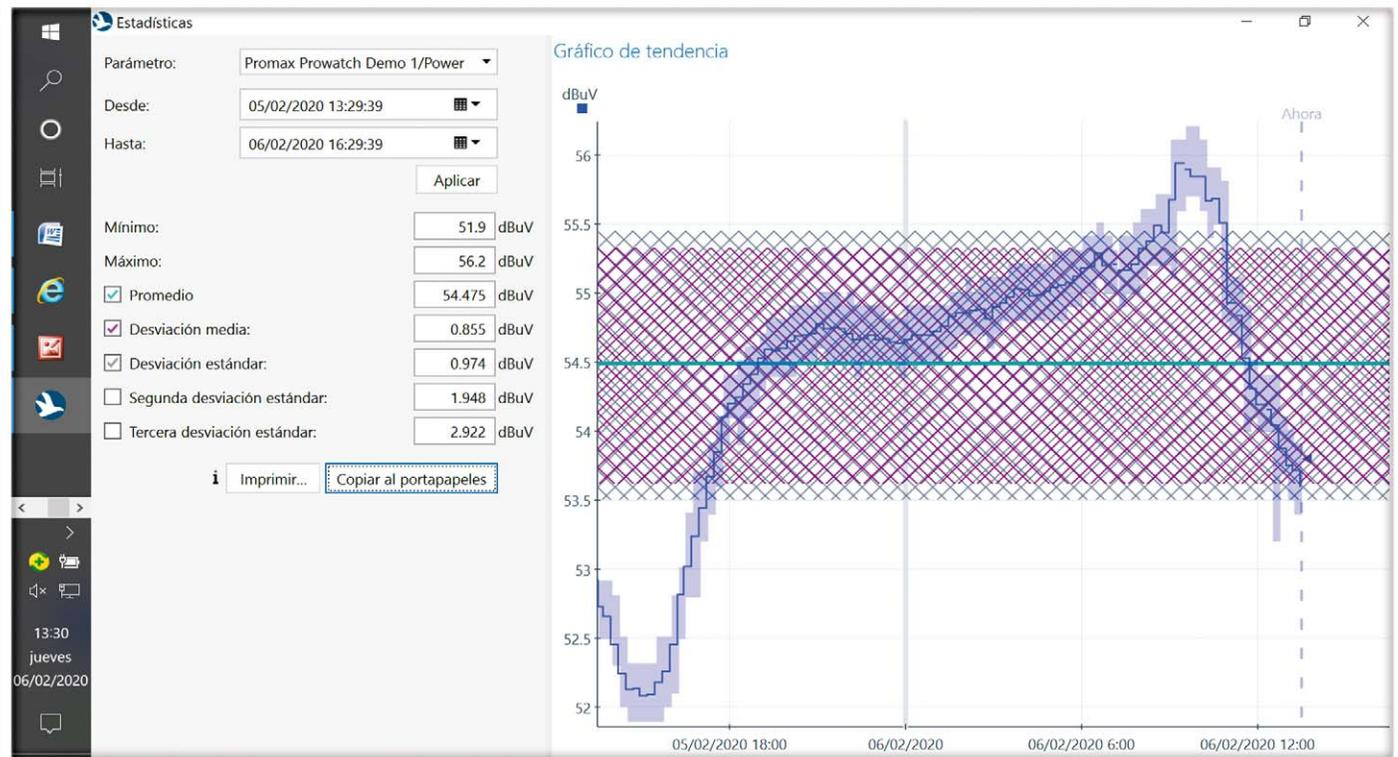 Estadísticas
Parámetro: Promax Prowatch Demo 1/Power
Desde: 05/02/2020 13:29:39
Hasta: 06/02/2020 16:29:39
Aplicar
Mínimo: 51.9 dBuV
Máximo: 56.2 dBuV
Promedio 54.475 dBuV
Desviación media: 0.855 dBuV
Desviación estándar: 0.974 dBuV
Segunda desviación estándar: 1.948 dBuV
Tercera desviación estándar: 2.922 dBuV
i Imprimir... Copiar al portapapeles
13:30
jueves
06/02/2020
Gráfico de tendencia
dBuV
Ahora
56
55.5
55
54.5
54
53.5
53
52.5
52
05/02/2020 18:00 06/02/2020 06/02/2020 6:00 06/02/2020 12:00